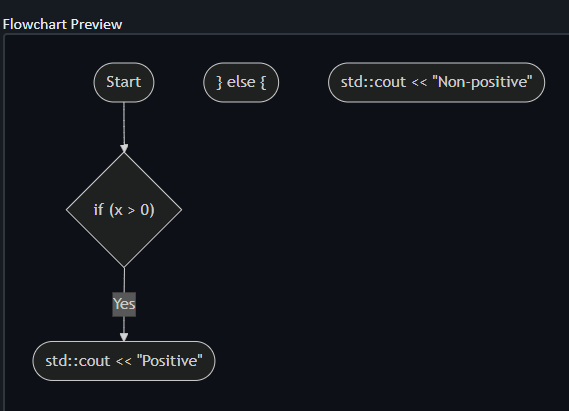 Flowchart Preview
Start
} else {
std::cout << "Non-positive"
if (x > 0)
Yes
std::cout << "Positive"